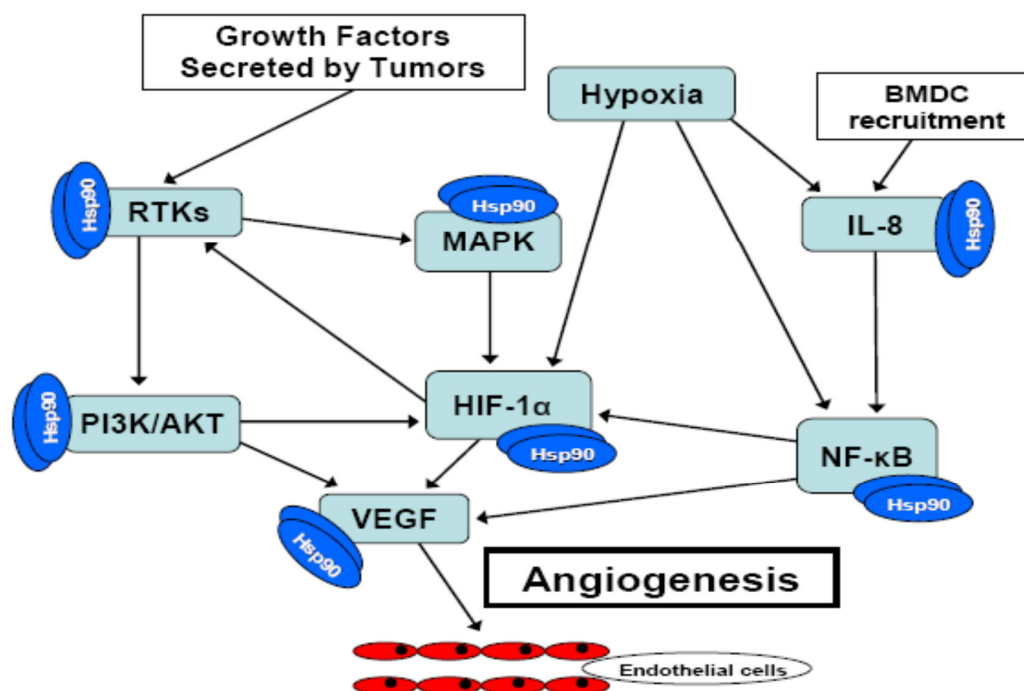 Growth Factors
Secreted by Tumors
Hypoxia
BMDC
recruitment
Hsp90
RTKs
Hsp90
MAPK
IL-8
Hsp90
Hsp90
PI3K/AKT
HIF-1α
Hsp90
NF-κB
Hsp90
VEGF
Hsp90
Angiogenesis
Endothelial cells